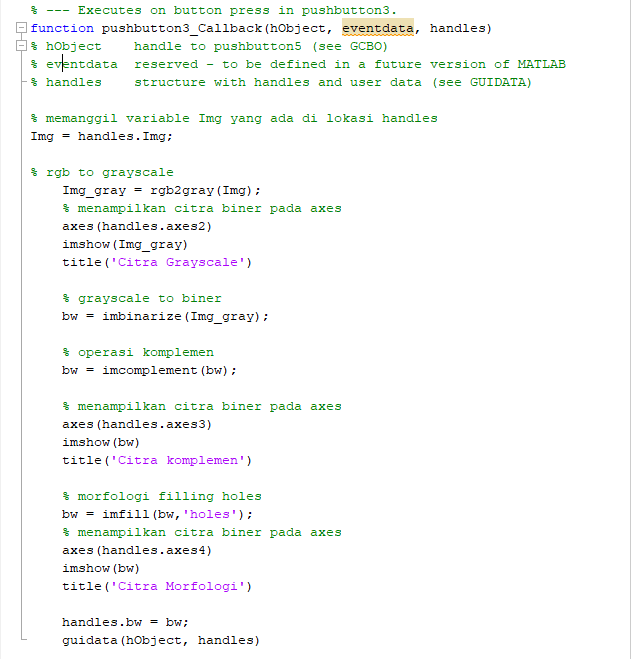 % --- Executes on button press in pushbutton3.
function pushbutton3_Callback(hObject, eventdata, handles)
% hObject    handle to pushbutton5 (see GCBO)
% eventdata  reserved - to be defined in a future version of MATLAB
% handles    structure with handles and user data (see GUIDATA)

% memanggil variable Img yang ada di lokasi handles
Img = handles.Img;

% rgb to grayscale
    Img_gray = rgb2gray(Img);
    % menampilkan citra biner pada axes
    axes(handles.axes2)
    imshow(Img_gray)
    title('Citra Grayscale')

    % grayscale to biner
    bw = imbinarize(Img_gray);

    % operasi komplemen
    bw = imcomplement(bw);

    % menampilkan citra biner pada axes
    axes(handles.axes3)
    imshow(bw)
    title('Citra komplemen')

    % morfologi filling holes
    bw = imfill(bw,'holes');
    % menampilkan citra biner pada axes
    axes(handles.axes4)
    imshow(bw)
    title('Citra Morfologi')

    handles.bw = bw;
    guidata(hObject, handles)